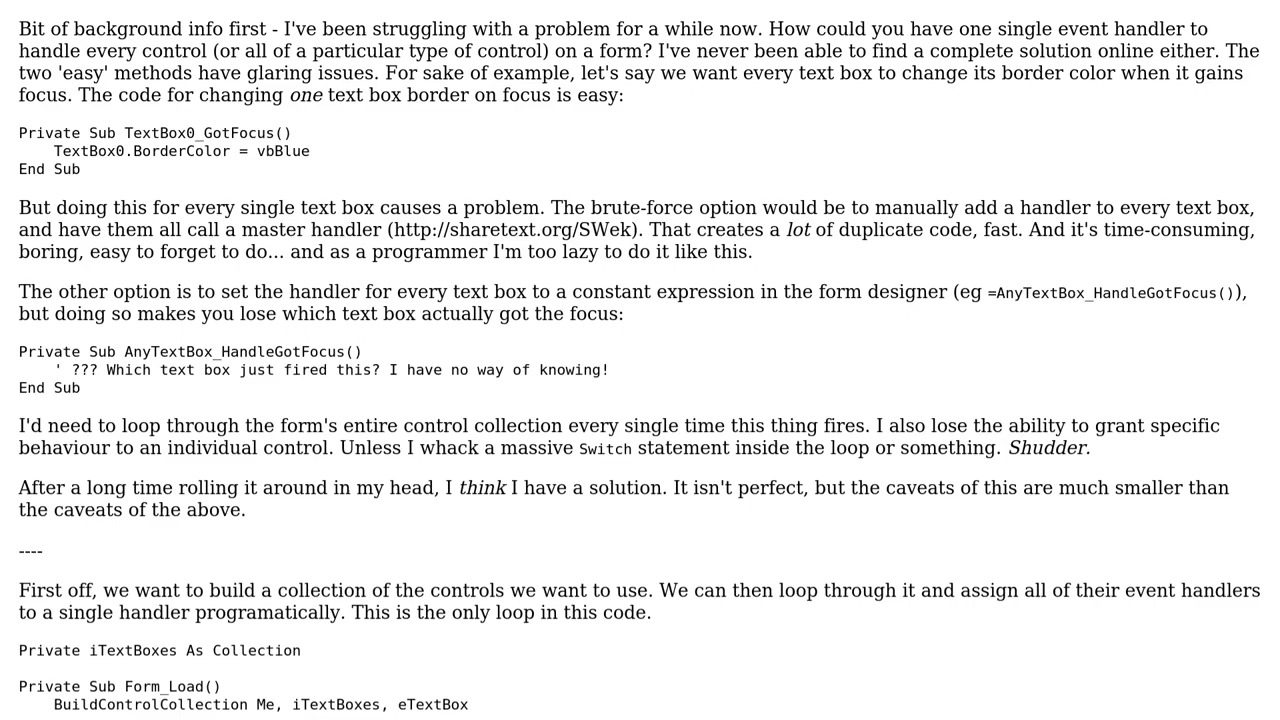 Bit of background info first - I've been struggling with a problem for a while now. How could you have one single event handler to
handle every control (or all of a particular type of control) on a form? I've never been able to find a complete solution online either. The
two 'easy' methods have glaring issues. For sake of example, let's say we want every text box to change its border color when it gains
focus. The code for changing one text box border on focus is easy:
Private Sub TextBox0_GotFocus()
    TextBox0.BorderColor = vbBlue
End Sub
But doing this for every single text box causes a problem. The brute-force option would be to manually add a handler to every text box,
and have them all call a master handler (http://sharetext.org/SWek). That creates a lot of duplicate code, fast. And it's time-consuming,
boring, easy to forget to do... and as a programmer I'm too lazy to do it like this.
The other option is to set the handler for every text box to a constant expression in the form designer (eg =AnyTextBox_HandleGotFocus()),
but doing so makes you lose which text box actually got the focus:
Private Sub AnyTextBox_HandleGotFocus()
    ' ??? Which text box just fired this? I have no way of knowing!
End Sub
I'd need to loop through the form's entire control collection every single time this thing fires. I also lose the ability to grant specific
behaviour to an individual control. Unless I whack a massive Switch statement inside the loop or something. Shudder.
After a long time rolling it around in my head, I think I have a solution. It isn't perfect, but the caveats of this are much smaller than
the caveats of the above.
----
First off, we want to build a collection of the controls we want to use. We can then loop through it and assign all of their event handlers
to a single handler programatically. This is the only loop in this code.
Private iTextBoxes As Collection
Private Sub Form_Load()
    BuildControlCollection Me, iTextBoxes, eTextBox